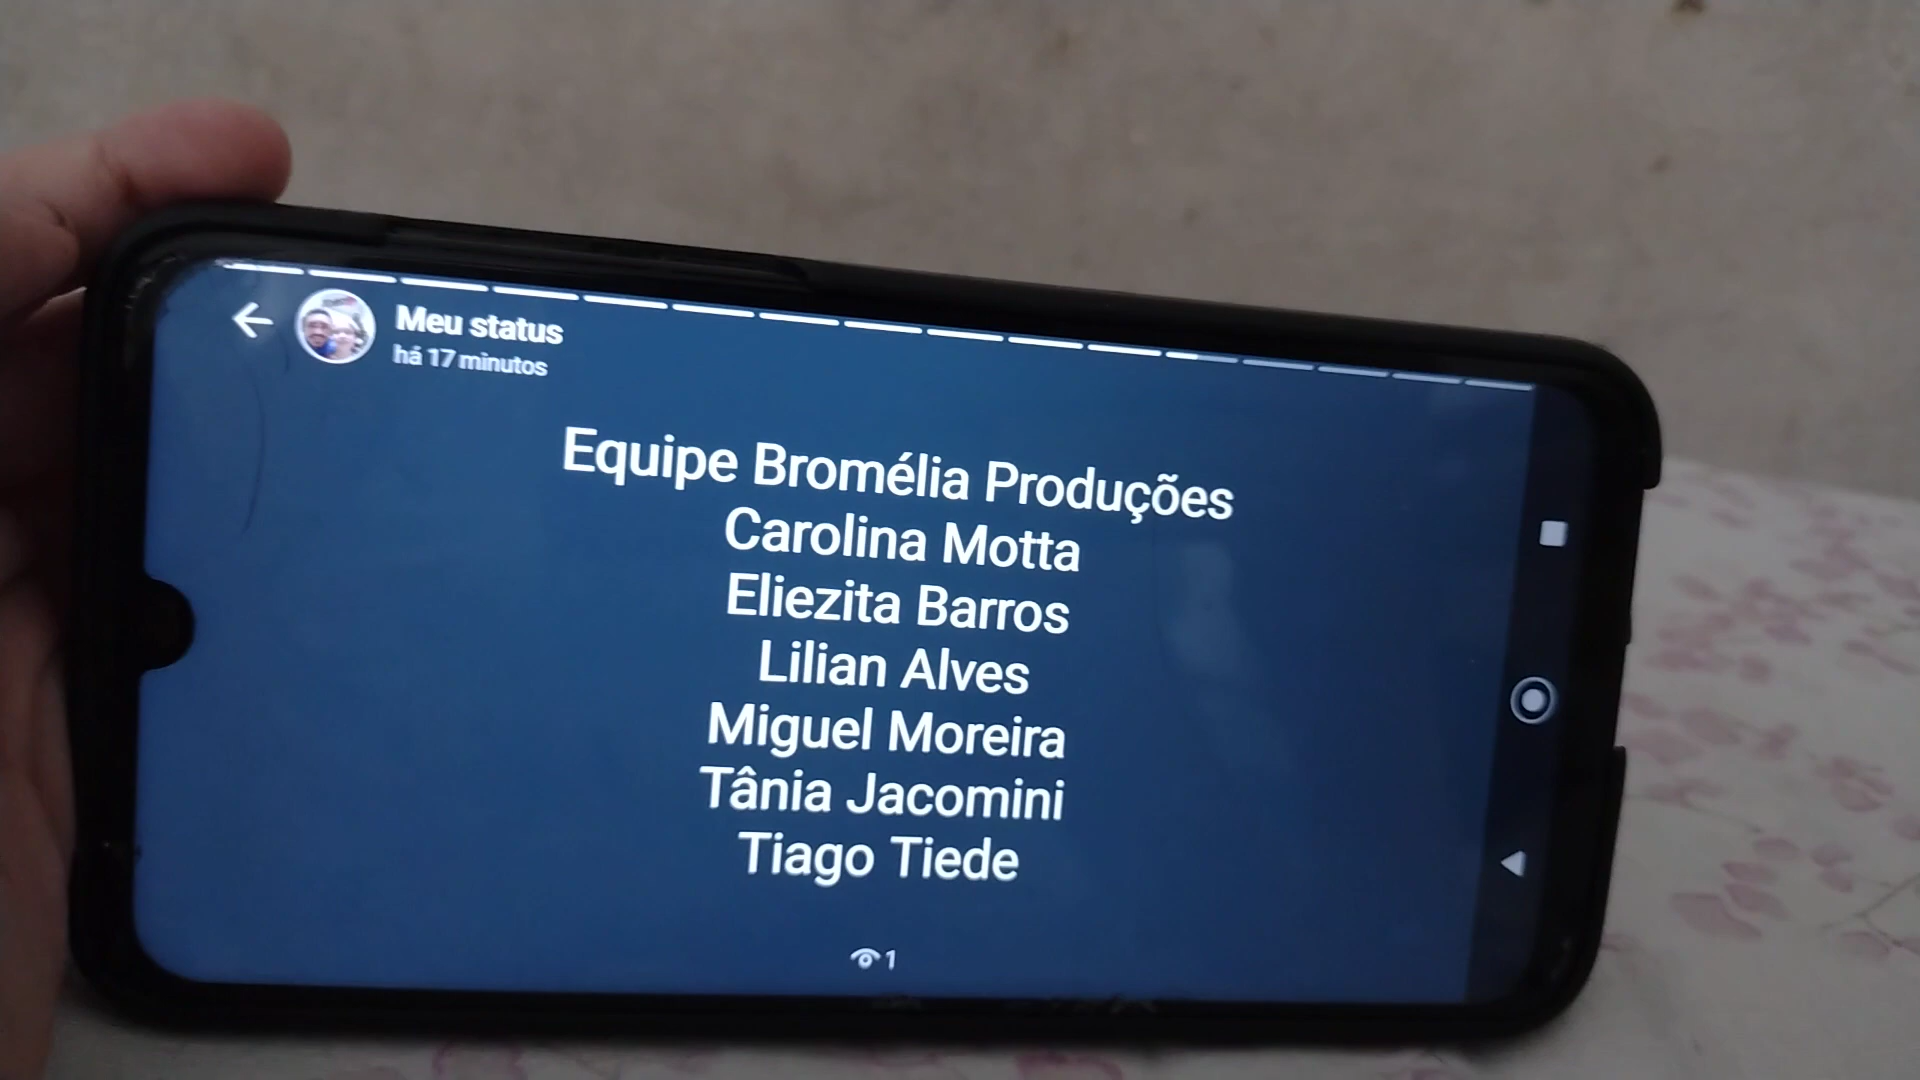 Meu status
há 17 minutos
Equipe Bromélia Produções
Carolina Motta
Eliezita Barros
Lilian Alves
Miguel Moreira
Tânia Jacomini
Tiago Tiede
1